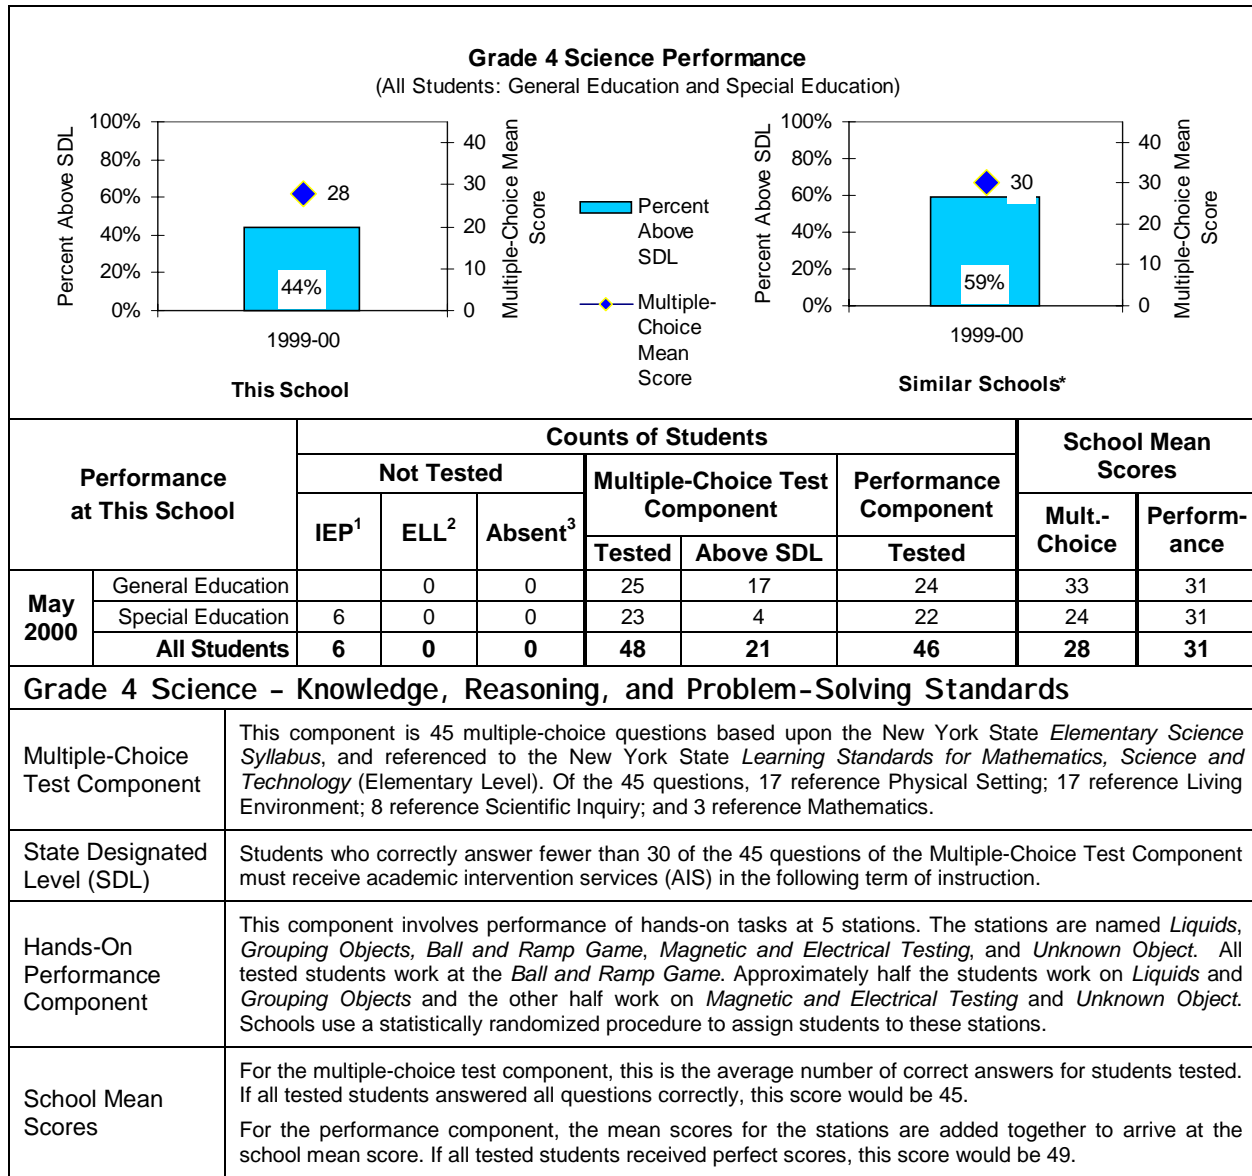 Grade 4 Science Performance
(All Students: General Education and Special Education)
Percent Above SDL
100%
80%
60%
40%
20%
0%
28
44%
40
30
20
10
0
Multiple-Choice Mean
Score
1999-00
This School
Percent
Above
SDL
Multiple-
Choice
Mean
Score
Percent Above SDL
100%
80%
60%
40%
20%
0%
30
59%
40
30
20
10
0
Multiple-Choice Mean
Score
1999-00
Similar Schools*
Performance
at This School
Counts of Students
School Mean
Scores
Not Tested
Multiple-Choice Test
Component
Performance
Component
IEP1
ELL2
Absent3
Mult.-
Choice
Perform-
ance
Tested Above SDL Tested
May
2000
General Education 0 0 25 17 24 33 31
Special Education 6 0 0 23 4 22 24 31
All Students 6 0 0 48 21 46 28 31
Grade 4 Science – Knowledge, Reasoning, and Problem-Solving Standards
Multiple-Choice
Test Component
This component is 45 multiple-choice questions based upon the New York State Elementary Science
Syllabus, and referenced to the New York State Learning Standards for Mathematics, Science and
Technology (Elementary Level). Of the 45 questions, 17 reference Physical Setting; 17 reference Living
Environment; 8 reference Scientific Inquiry; and 3 reference Mathematics.
State Designated
Level (SDL)
Students who correctly answer fewer than 30 of the 45 questions of the Multiple-Choice Test Component
must receive academic intervention services (AIS) in the following term of instruction.
Hands-On
Performance
Component
This component involves performance of hands-on tasks at 5 stations. The stations are named Liquids,
Grouping Objects, Ball and Ramp Game, Magnetic and Electrical Testing, and Unknown Object. All
tested students work at the Ball and Ramp Game. Approximately half the students work on Liquids and
Grouping Objects and the other half work on Magnetic and Electrical Testing and Unknown Object.
Schools use a statistically randomized procedure to assign students to these stations.
School Mean
Scores
For the multiple-choice test component, this is the average number of correct answers for students tested.
If all tested students answered all questions correctly, this score would be 45.
For the performance component, the mean scores for the stations are added together to arrive at the
school mean score. If all tested students received perfect scores, this score would be 49.